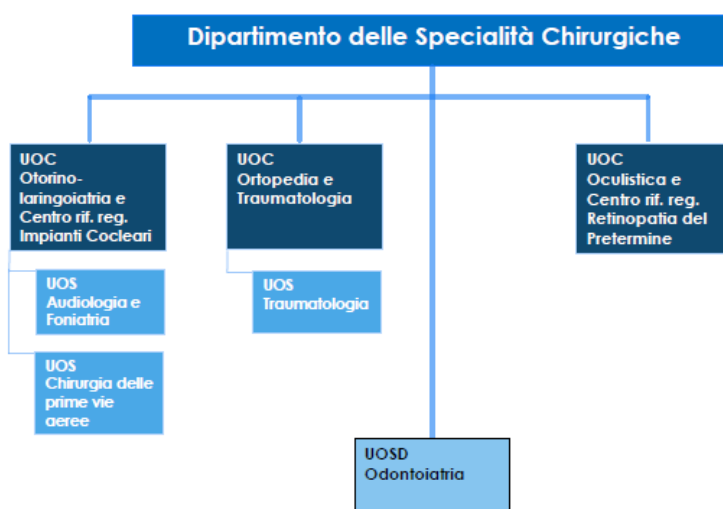 Dipartimento delle Specialità Chirurgiche
UOC
Otorino-
laringoiatria e
Centro rif. reg.
Impianti Cocleari
UOS
Audiologia e
Foniatria
UOS
Chirurgia delle
prime vie
aeree
UOC
Ortopedia e
Traumatologia
UOS
Traumatologia
UOC
Oculistica e
Centro rif. reg.
Retinopatia del
Pretermine
UOSD
Odontoiatria